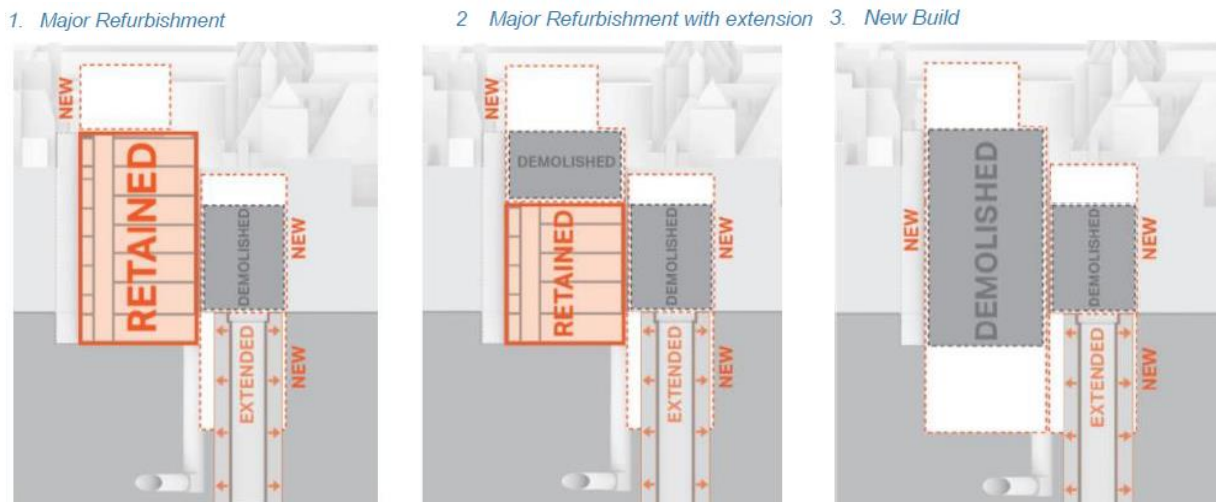 1. Major Refurbishment
2 Major Refurbishment with extension
3. New Build
NEW
RETAINED
DEMOLISHED
NEW
EXTENDED
NEW
NEW
DEMOLISHED
RETAINED
DEMOLISHED
NEW
EXTENDED
NEW
NEW
DEMOLISHED
DEMOLISHED
NEW
EXTENDED
NEW